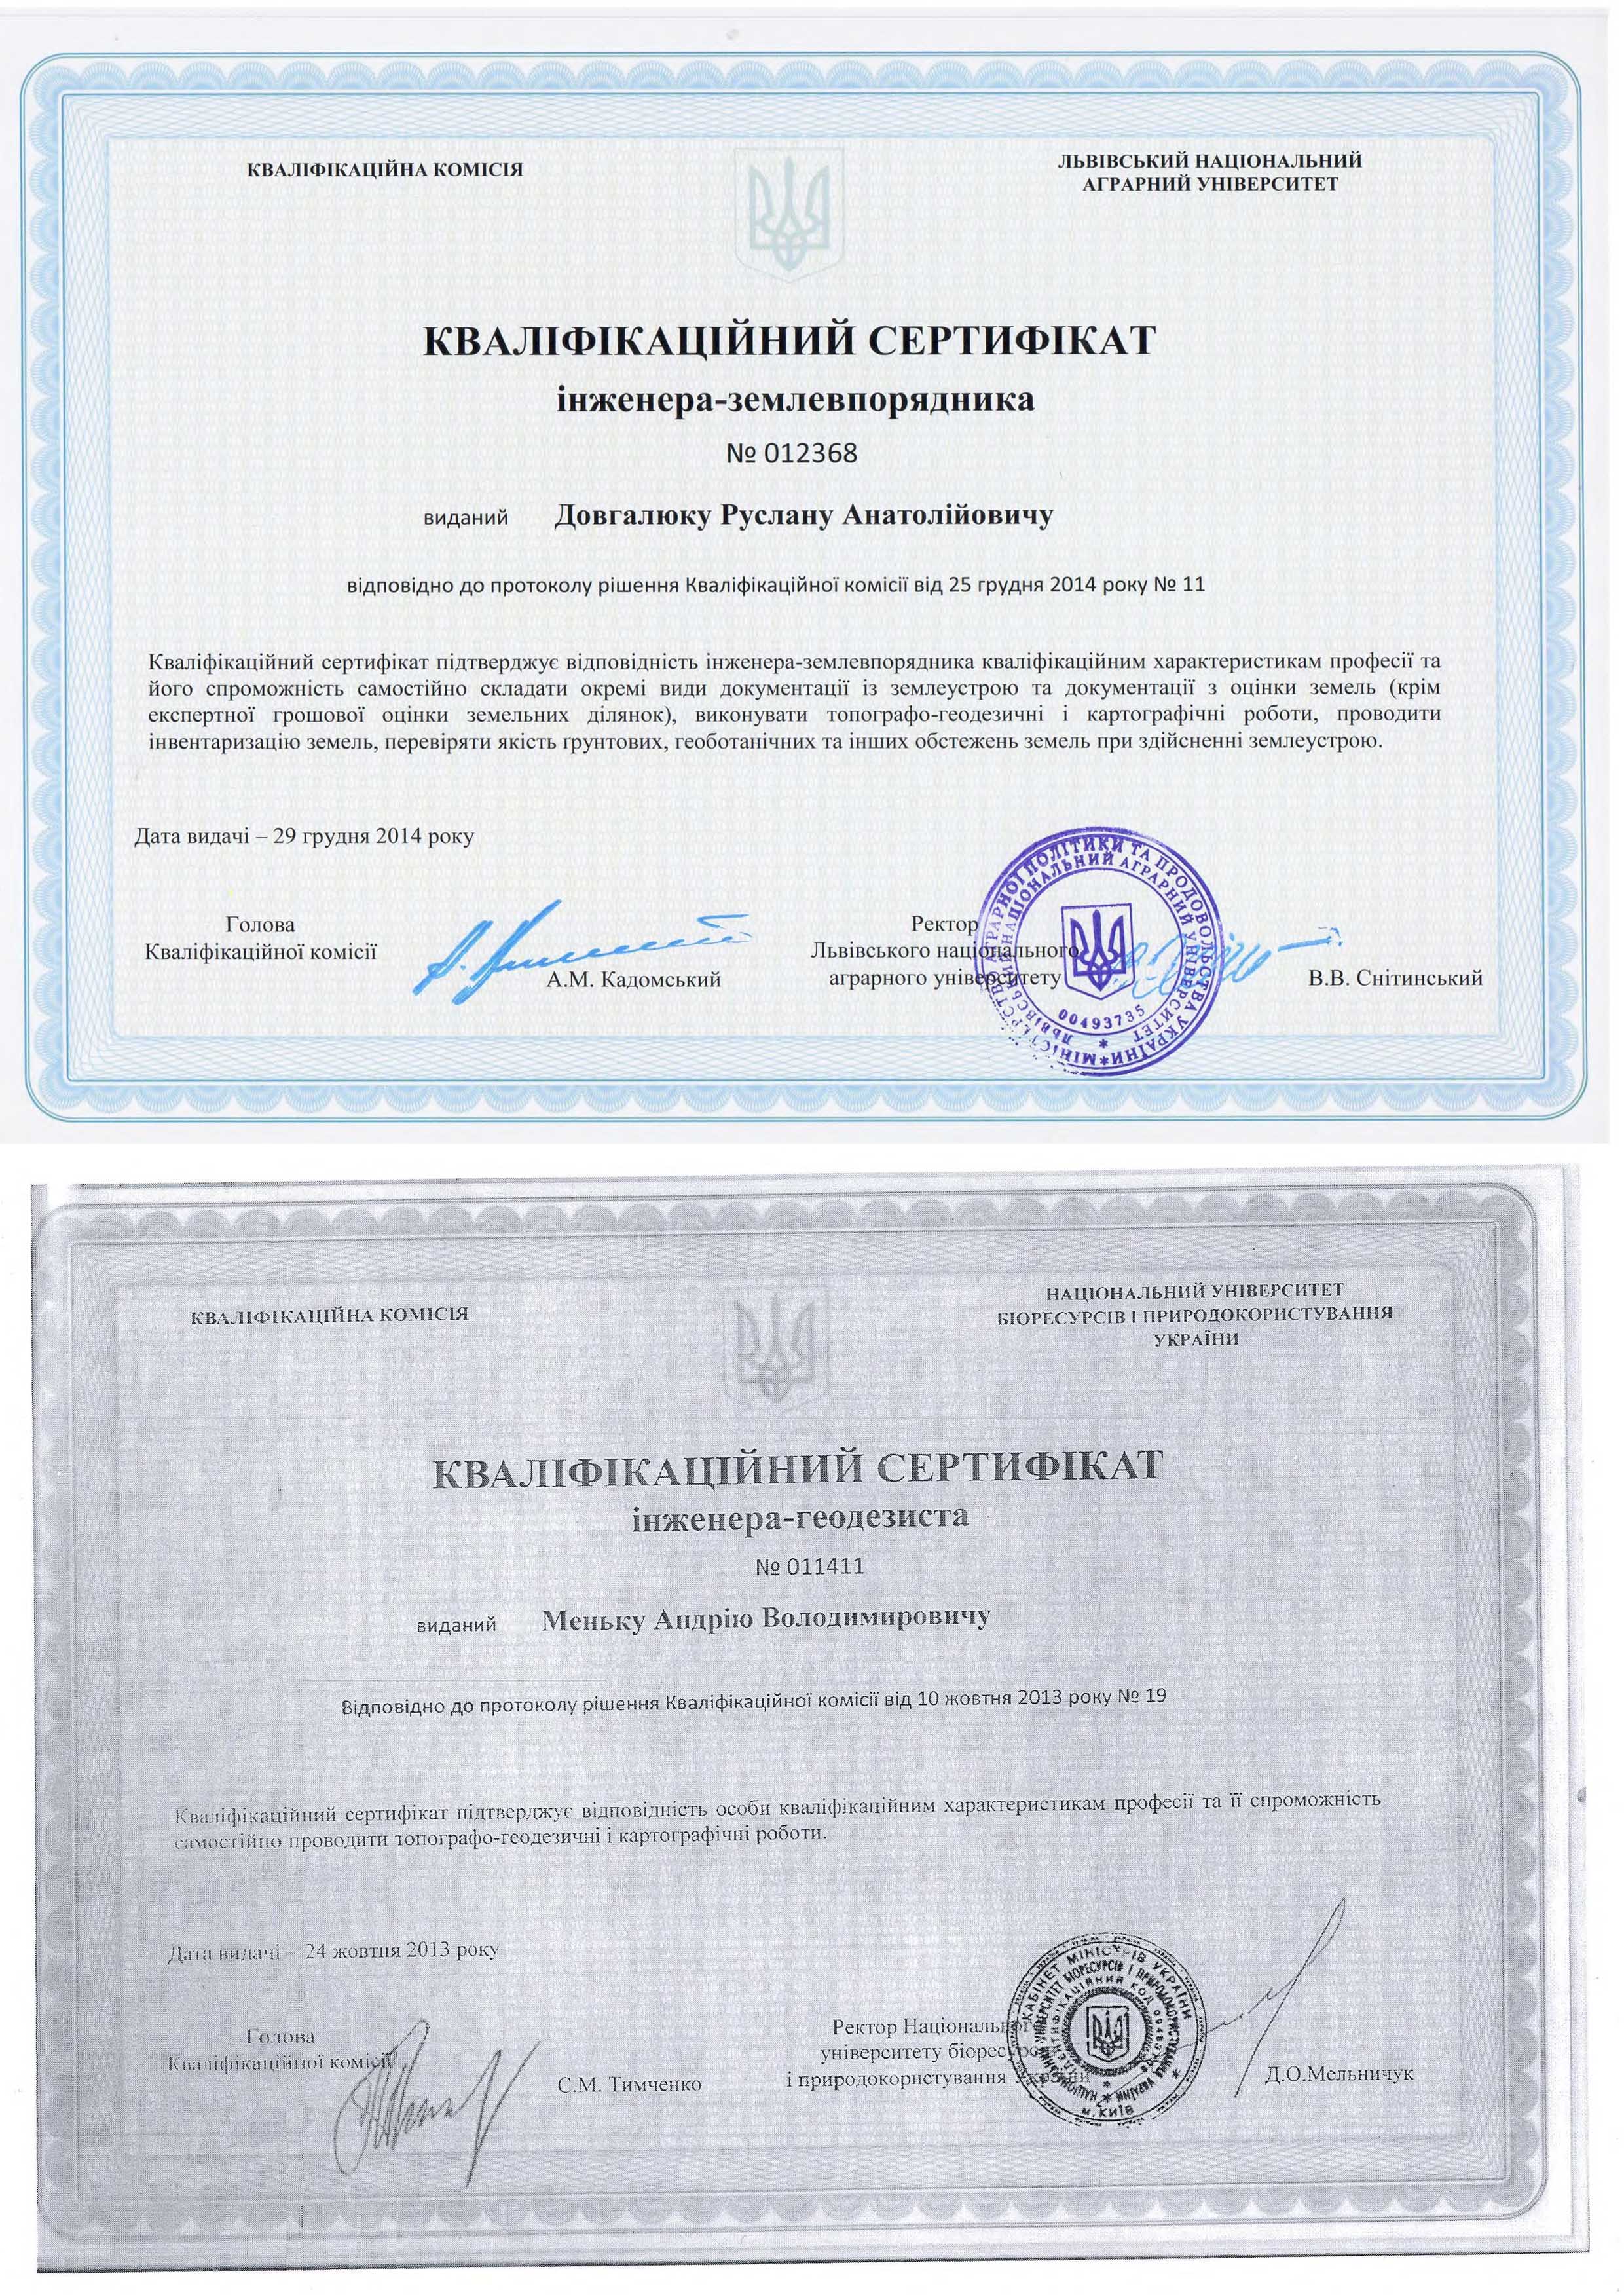 КВАЛІФІКАЦІЙНА КОМІСІЯ
ЛЬВІВСЬКИЙ НАЦІОНАЛЬНИЙ
АГРАРНИЙ УНІВЕРСИТЕТ
КВАЛІФІКАЦІЙНИЙ СЕРТИФІКАТ
інженера-землевпорядника
№ 012368
виданий Довгалюку Руслану Анатолійовичу
відповідно до протоколу рішення Кваліфікаційної комісії від 25 грудня 2014 року № 11
Кваліфікаційний сертифікат підтверджує відповідність інженера-землевпорядника кваліфікаційним характеристикам професії та
його спроможність самостійно складати окремі види документації із землеустрою та документації з оцінки земель (крім
експертної грошової оцінки земельних ділянок), виконувати топографо-геодезичні і картографічні роботи, проводити
інвентаризацію земель, перевіряти якість ґрунтових, геоботанічних та інших обстежень земель при здійсненні землеустрою.
Дата видачі – 29 грудня 2014 року
Голова
Кваліфікаційної комісії
А.М. Кадомський
Ректор
Львівського національного
аграрного університету
В.В. Снітинський
МІНІСТЕРСТВО АГРАРНОЇ ПОЛІТИКИ ТА ПРОДОВОЛЬСТВА УКРАЇНИ
ЛЬВІВСЬКИЙ НАЦІОНАЛЬНИЙ АГРАРНИЙ УНІВЕРСИТЕТ
00493735
КВАЛІФІКАЦІЙНА КОМІСІЯ
НАЦІОНАЛЬНИЙ УНІВЕРСИТЕТ
БІОРЕСУРСІВ І ПРИРОДОКОРИСТУВАННЯ
УКРАЇНИ
КВАЛІФІКАЦІЙНИЙ СЕРТИФІКАТ
інженера-геодезиста
№ 011411
виданий Меньку Андрію Володимировичу
Відповідно до протоколу рішення Кваліфікаційної комісії від 10 жовтня 2013 року № 19
Кваліфікаційний сертифікат підтверджує відповідність особи кваліфікаційним характеристикам професії та її спроможність
самостійно проводити топографо-геодезичні і картографічні роботи.
Дата видачі – 24 жовтня 2013 року
Голова
Кваліфікаційної комісії
С.М. Тимченко
Ректор Національного
університету біоресурсів
і природокористування України
Д.О.Мельничук
КАБІНЕТ МІНІСТРІВ УКРАЇНИ
м. КИЇВ